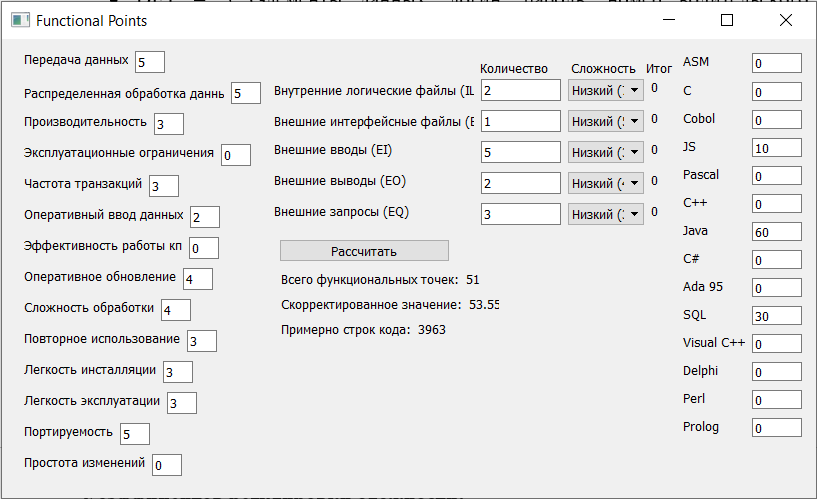 Functional Points
Передача данных 5
Распределенная обработка данны 5
Производительность 3
Эксплуатационные ограничения 0
Частота транзакций 3
Оперативный ввод данных 2
Эффективность работы кп 0
Оперативное обновление 4
Сложность обработки 4
Повторное использование 3
Легкость инсталляции 3
Легкость эксплуатации 3
Портируемость 5
Простота изменений 0
Количество Сложность Итог
Внутренние логические файлы (IL 2 Низкий ( 0
Внешние интерфейсные файлы (E 1 Низкий ( 0
Внешние вводы (EI) 5 Низкий ( 0
Внешние выводы (EO) 2 Низкий ( 0
Внешние запросы (EQ) 3 Низкий ( 0
Рассчитать
Всего функциональных точек: 51
Скорректированное значение: 53.55
Примерно строк кода: 3963
ASM 0
C 0
Cobol 0
JS 10
Pascal 0
C++ 0
Java 60
C# 0
Ada 95 0
SQL 30
Visual C++ 0
Delphi 0
Perl 0
Prolog 0